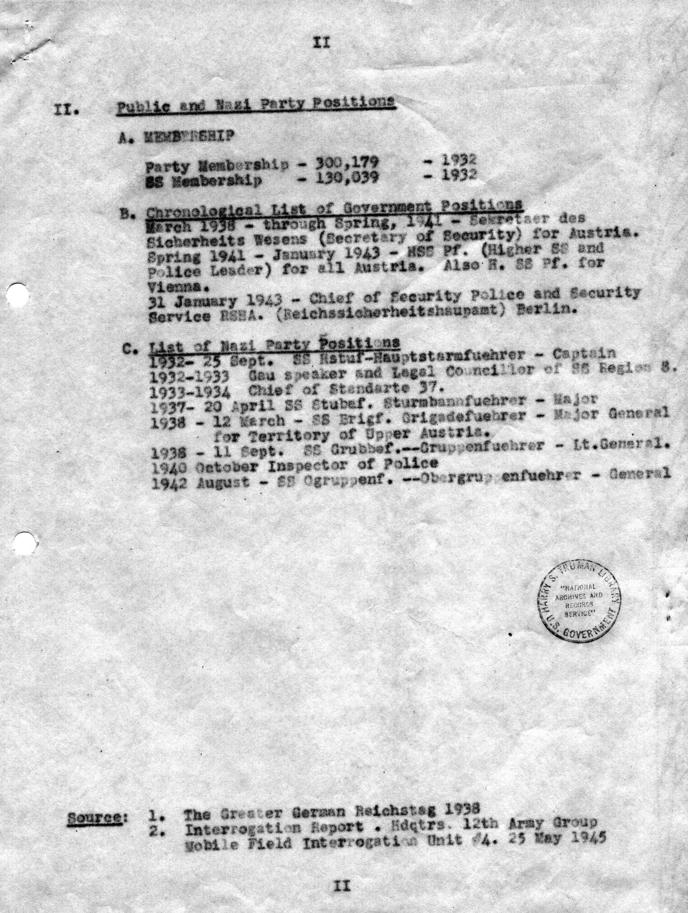 II
II. Public and Nazi Party Positions
A. MEMBERSHIP
Party Membership - 300,179 - 1932
SS Membership - 130,039 - 1932
B. Chronological List of Government Positions
March 1938 - through Spring, 1941 - Sekretaer des
Sicherheits Wesens (Secretary of Security) for Austria.
Spring 1941 - January 1943 - HSS Pf. (Higher SS and
Police Leader) for all Austria. Also H. SS Pf. for
Vienna.
31 January 1943 - Chief of Security Police and Security
Service RSHA. (Reichssicherheitshaupamt) Berlin.
C. List of Nazi Party Positions
1932- 25 Sept. SS Hstuf-Hauptsturmfuehrer - Captain
1932-1933 Gau speaker and Legal Councillor of SS Region 8.
1933-1934 Chief of Standarte 37.
1937- 20 April SS Stubaf. Sturmbannfuehrer - Major
1938 - 12 March - SS Brigf. Brigadefuehrer - Major General
for Territory of Upper Austria.
1938 - 11 Sept. SS Grubbef.--Gruppenfuehrer - Lt.General.
1940 October Inspector of Police
1942 August - SS Ogruppenf. --Obergruppenfuehrer - General
HARRY S. TRUMAN LIBRARY
"NATIONAL
ARCHIVES AND
RECORDS
SERVICE"
U.S. GOVERNMENT
Source: 1. The Greater German Reichstag 1938
2. Interrogation Report . Hdqtrs. 12th Army Group
Mobile Field Interrogation Unit #4. 25 May 1945
II